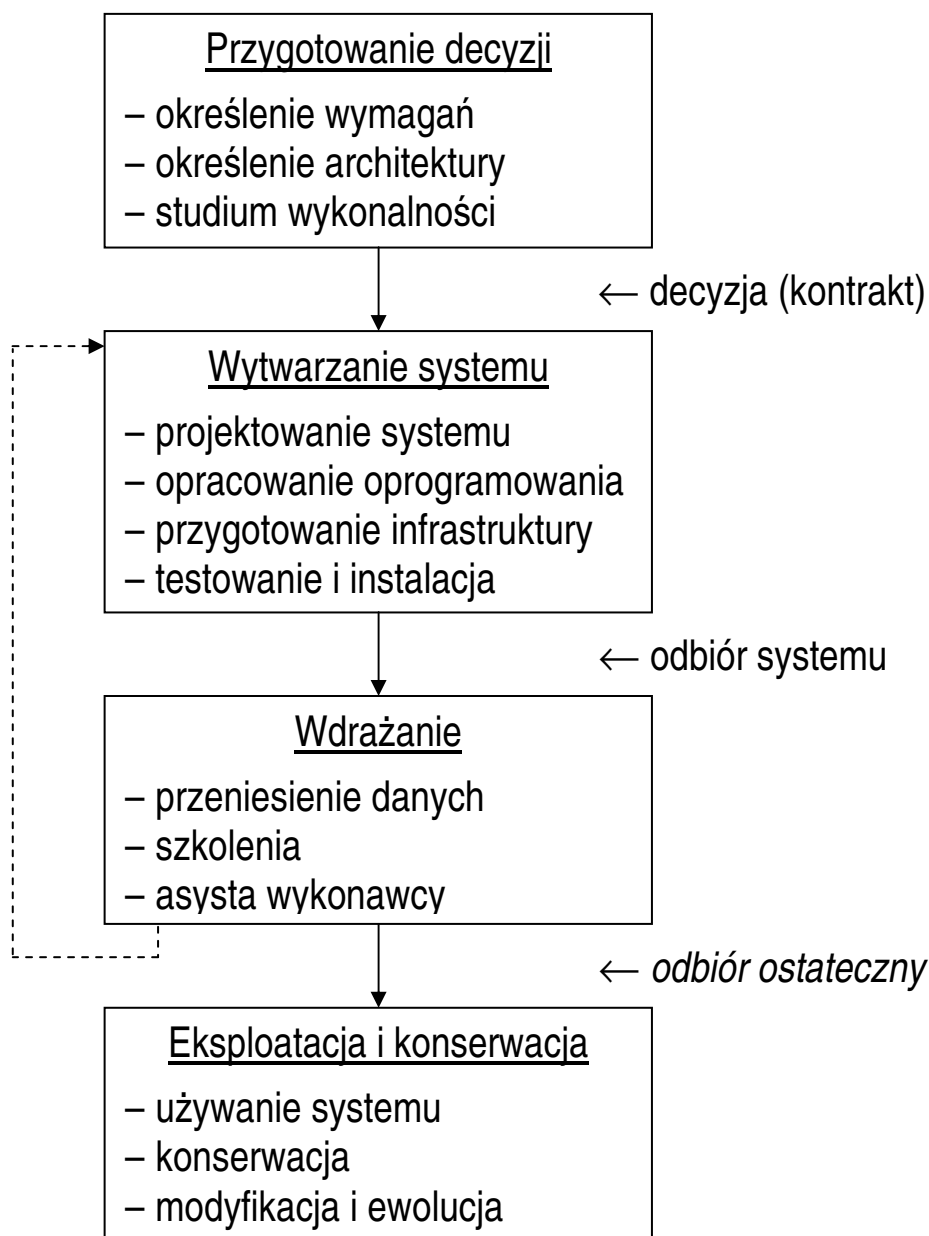 Przygotowanie decyzji
– określenie wymagań
– określenie architektury
– studium wykonalności
← decyzja (kontrakt)
Wytwarzanie systemu
– projektowanie systemu
– opracowanie oprogramowania
– przygotowanie infrastruktury
– testowanie i instalacja
← odbiór systemu
Wdrażanie
– przeniesienie danych
– szkolenia
– asysta wykonawcy
← odbiór ostateczny
Eksploatacja i konserwacja
– używanie systemu
– konserwacja
– modyfikacja i ewolucja